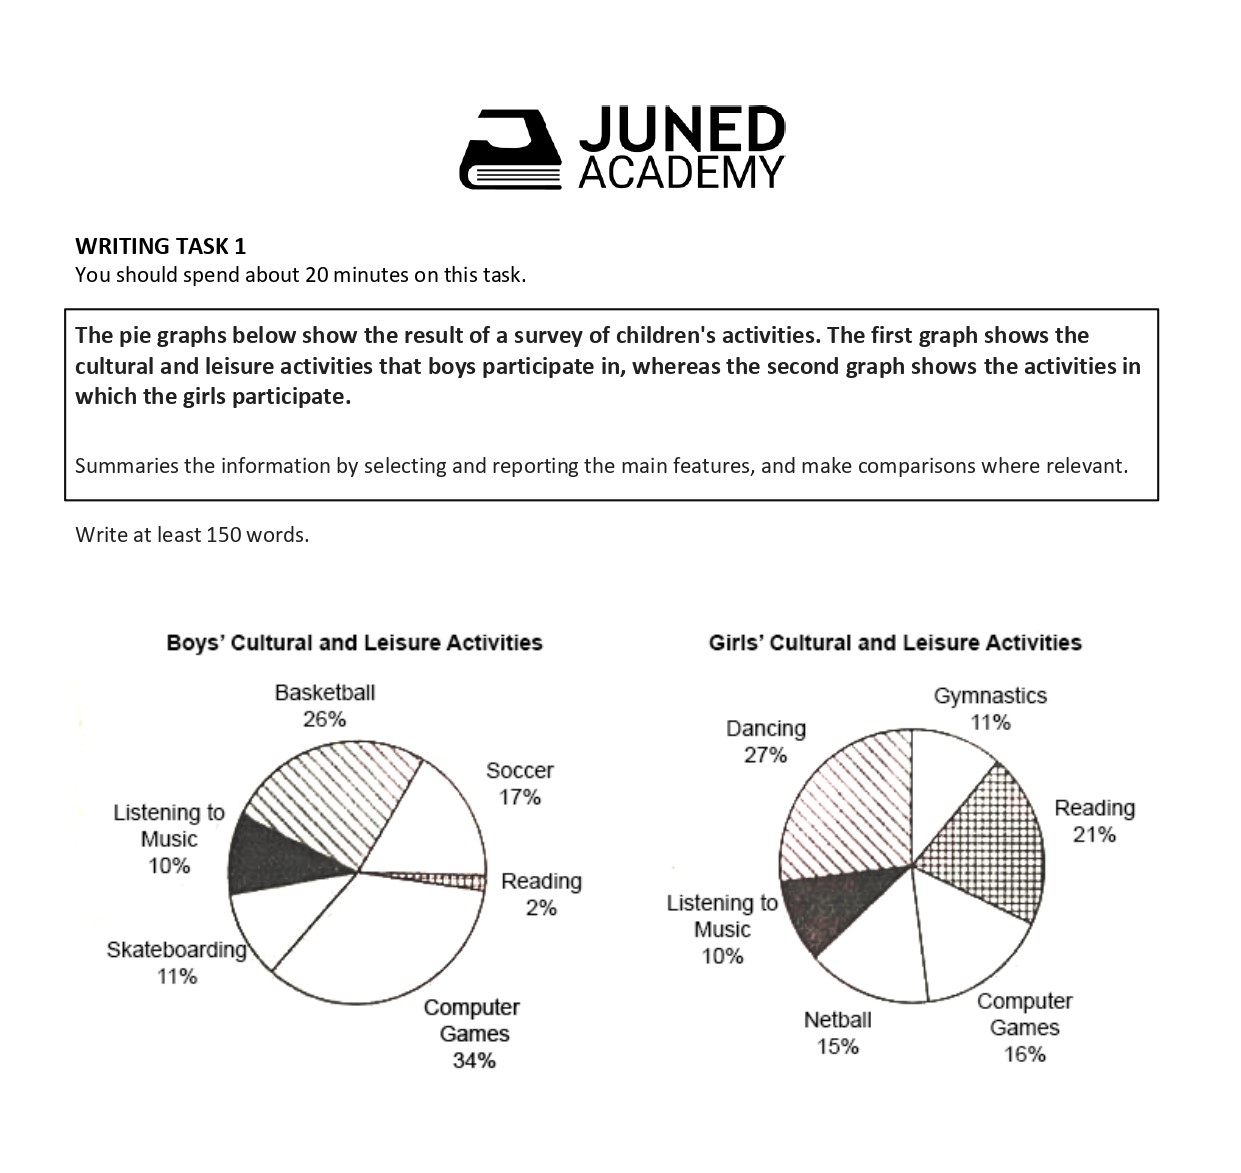 JUNED
ACADEMY
WRITING TASK 1
You should spend about 20 minutes on this task.
The pie graphs below show the result of a survey of children's activities. The first graph shows the
cultural and leisure activities that boys participate in, whereas the second graph shows the activities in
which the girls participate.
Summaries the information by selecting and reporting the main features, and make comparisons where relevant.
Write at least 150 words.
Boys' Cultural and Leisure Activities
Basketball
26%
Soccer
17%
Listening to
Music
10%
Reading
2%
Skateboarding
11%
Computer
Games
34%
Girls' Cultural and Leisure Activities
Gymnastics
11%
Dancing
27%
Reading
21%
Listening to
Music
10%
Computer
Games
16%
Netball
15%